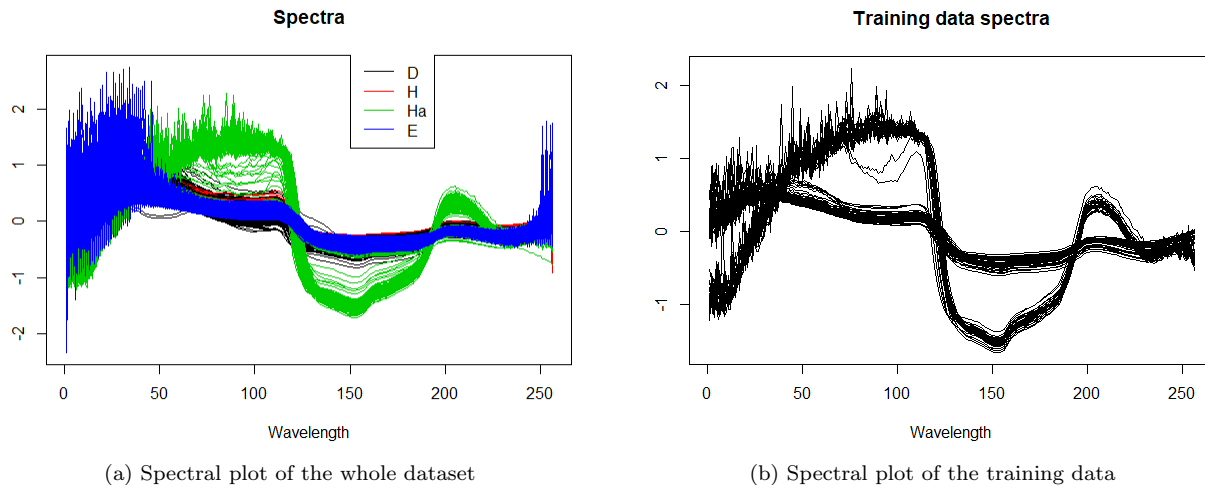 Spectra
D
H
Ha
E
2
1
0
-1
-2
0 50 100 150 200 250
Wavelength
(a) Spectral plot of the whole dataset
Training data spectra
2
1
0
-1
0 50 100 150 200 250
Wavelength
(b) Spectral plot of the training data